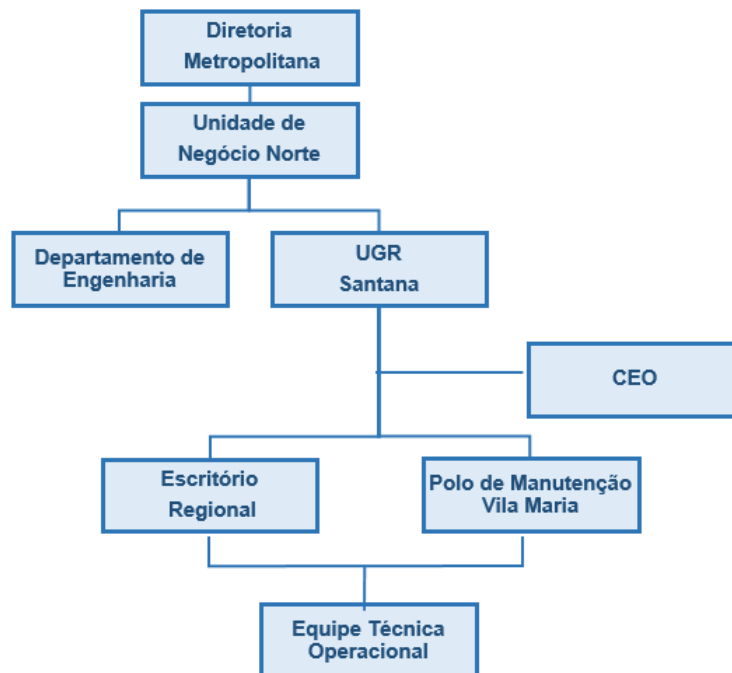 Diretoria
Metropolitana
Unidade de
Negócio Norte
Departamento de
Engenharia
UGR
Santana
CEO
Escritório
Regional
Polo de Manutenção
Vila Maria
Equipe Técnica
Operacional